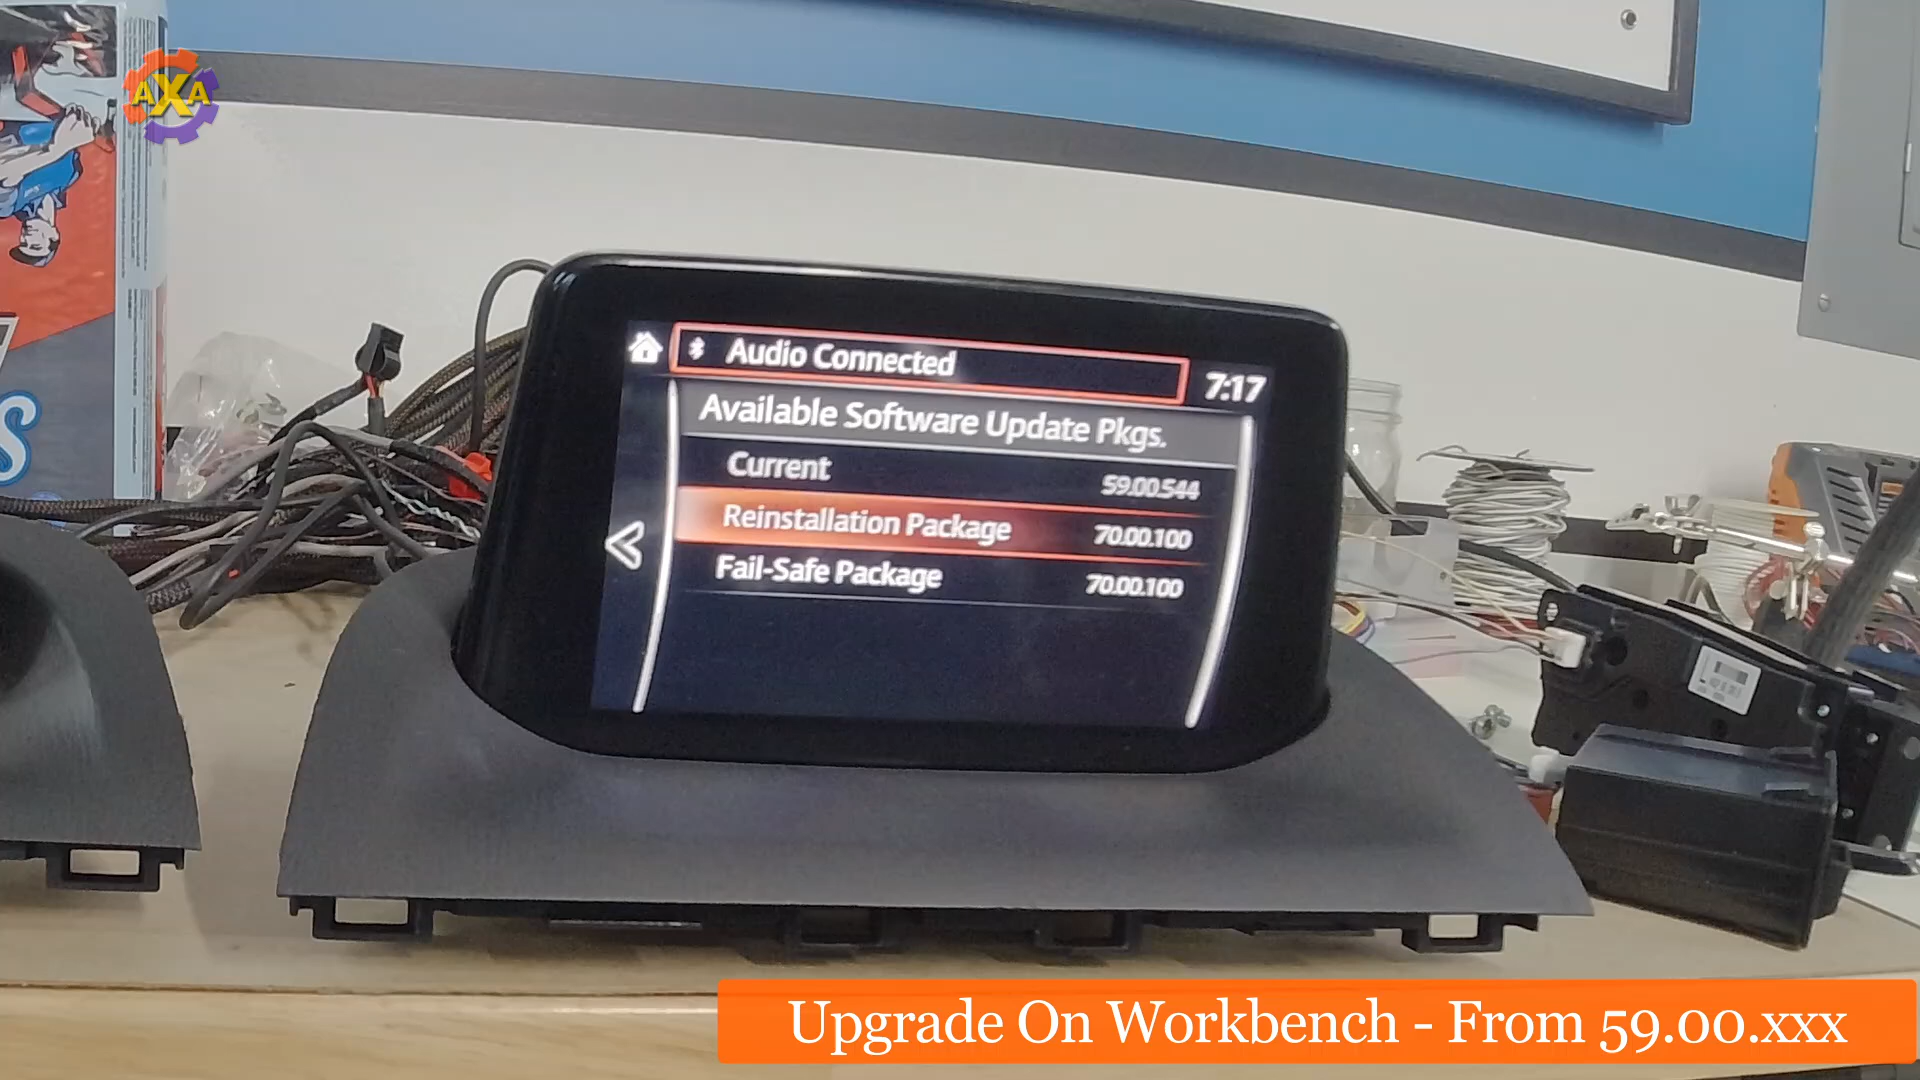 AXA
Audio Connected
7:17
Available Software Update Pkgs.
Current 59.00.544
Reinstallation Package 70.00.100
Fail-Safe Package 70.00.100
S
Upgrade On Workbench - From 59.00.xxx